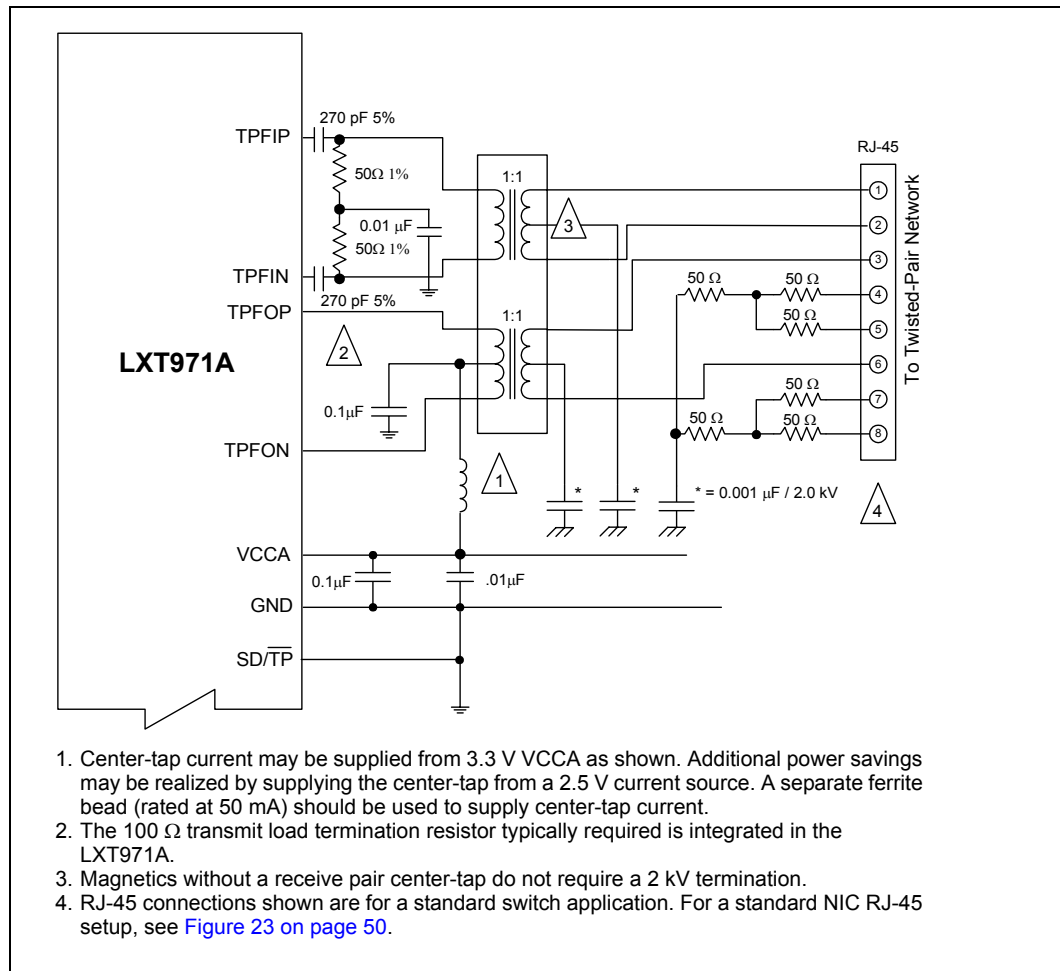 270 pF 5%
TPFIP
RJ-45
1:1
1
50Ω 1%
3
2
0.01 µF
50Ω 1%
3
50 Ω
50 Ω
4
TPFIN
270 pF 5%
50 Ω
5
TPFOP
1:1
2
6
LXT971A
50 Ω
7
0.1µF
50 Ω
50 Ω
8
TPFON
To Twisted-Pair Network
1
*
*
* = 0.001 µF / 2.0 kV
4
VCCA
0.1µF
.01µF
GND
SD/T̅P̅
1. Center-tap current may be supplied from 3.3 V VCCA as shown. Additional power savings
may be realized by supplying the center-tap from a 2.5 V current source. A separate ferrite
bead (rated at 50 mA) should be used to supply center-tap current.
2. The 100 Ω transmit load termination resistor typically required is integrated in the
LXT971A.
3. Magnetics without a receive pair center-tap do not require a 2 kV termination.
4. RJ-45 connections shown are for a standard switch application. For a standard NIC RJ-45
setup, see Figure 23 on page 50.